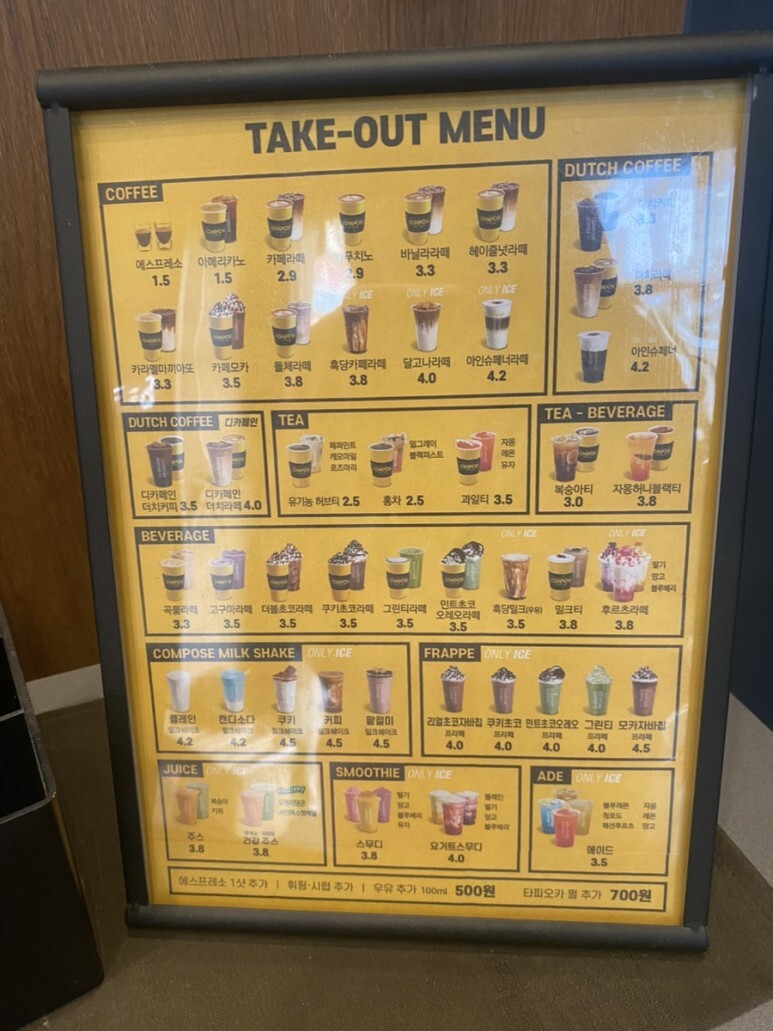 TAKE-OUT MENU
COFFEE
에스프레소 아메리카노 카페라떼 푸치노 바닐라라떼 헤이즐넛라떼
1.5 1.5 2.9 2.9 3.3 3.3
ONLY ICE ONLY ICE
카라멜마끼아또 카페모카 돌체라떼 흑당카페라떼 달고나라떼 아인슈페너라떼
3.3 3.5 3.8 3.8 4.0 4.2
DUTCH COFFEE
3.3
3.8
아인슈페너
4.2
DUTCH COFFEE 디카페인
디카페인 디카페인
더치커피 3.5 더치라떼 4.0
TEA
페퍼민트
캐모마일
로즈마리
얼그레이
블랙퍼스트
자몽
레몬
유자
유기농 허브티 2.5 홍차 2.5 과일티 3.5
TEA - BEVERAGE
복숭아티 자몽허니블랙티
3.0 3.8
BEVERAGE
ONLY ICE ONLY ICE
딸기
망고
블루베리
곡물라떼 고구마라떼 더블초코라떼 쿠키초코라떼 그린티라떼 민트초코 오레오라떼 흑당밀크(우유) 밀크티 후르츠라떼
3.3 3.5 3.5 3.5 3.5 3.5 3.5 3.8 3.8
COMPOSE MILK SHAKE ONLY ICE
플레인 캔디소다 쿠키 커피 팥절미
밀크쉐이크 밀크쉐이크 밀크쉐이크 밀크쉐이크 밀크쉐이크
4.2 4.2 4.5 4.5 4.5
FRAPPE ONLY ICE
리얼초코자바칩 쿠키초코 민트초코오레오 그린티 모카자바칩
프라페 프라페 프라페 프라페 프라페
4.0 4.0 4.0 4.0 4.5
JUICE ONLY ICE
복숭아
키위
주스 건강 주스
3.8 3.8
SMOOTHIE ONLY ICE
딸기
망고
블루베리
유자
플레인
딸기
망고
블루베리
스무디 요거트스무디
3.8 4.0
ADE ONLY ICE
블루레몬 자몽
청포도 레몬
패션후르츠 망고
에이드
3.5
에스프레소 1샷 추가 | 휘핑·시럽 추가 | 우유 추가 100ml 500원 타피오카 펄 추가 700원